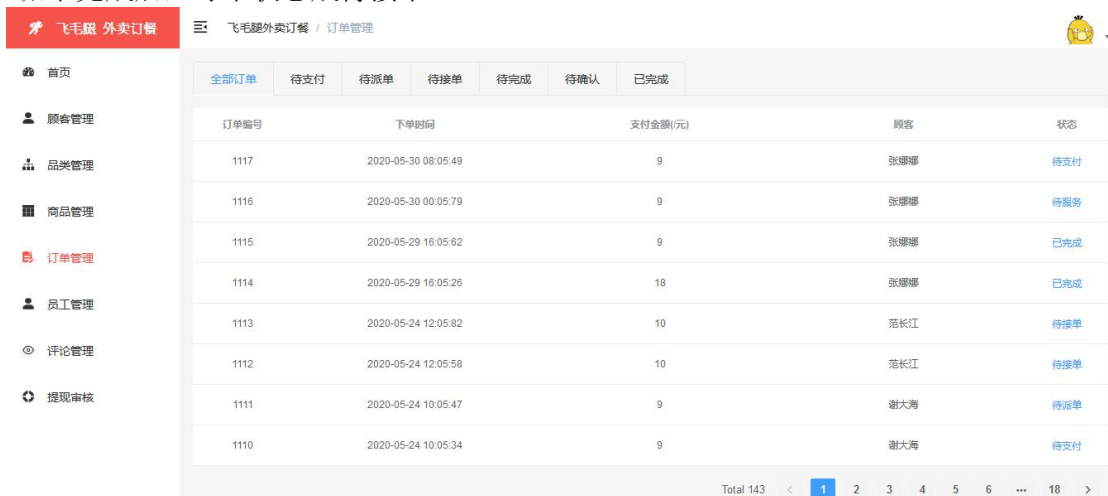 飞毛腿 外卖订餐
飞毛腿外卖订餐 / 订单管理
首页
顾客管理
品类管理
商品管理
订单管理
员工管理
评论管理
提现审核
全部订单 待支付 待派单 待接单 待完成 待确认 已完成
订单编号 下单时间 支付金额(/元) 顾客 状态
1117 2020-05-30 08:05:49 9 张娜娜 待支付
1116 2020-05-30 00:05:79 9 张娜娜 待服务
1115 2020-05-29 16:05:62 9 张娜娜 已完成
1114 2020-05-29 16:05:26 18 张娜娜 已完成
1113 2020-05-24 12:05:82 10 范长江 待接单
1112 2020-05-24 12:05:58 10 范长江 待接单
1111 2020-05-24 10:05:47 9 谢大海 待派单
1110 2020-05-24 10:05:34 9 谢大海 待支付
Total 143 < 1 2 3 4 5 6 ••• 18 >